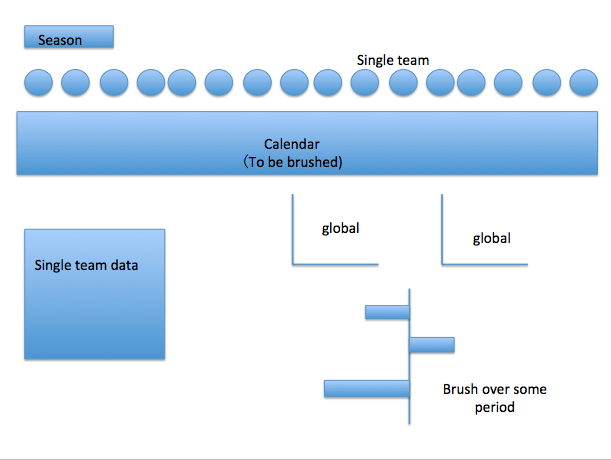 Season
Single team
Calendar
（To be brushed)
global
global
Single team data
Brush over some
period